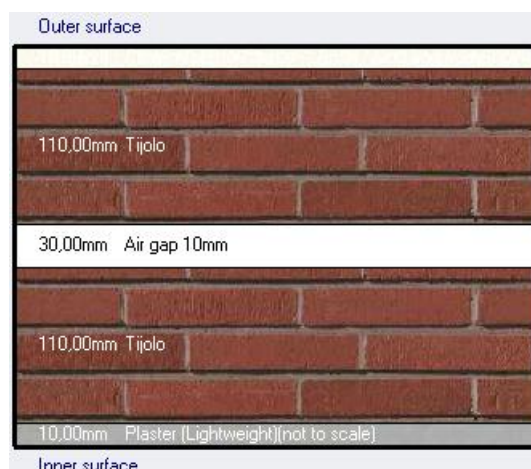 Outer surface
110,00mm Tijolo
30,00mm Air gap 10mm
110,00mm Tijolo
10,00mm Plaster (Lightweight)(not to scale)
Inner surface